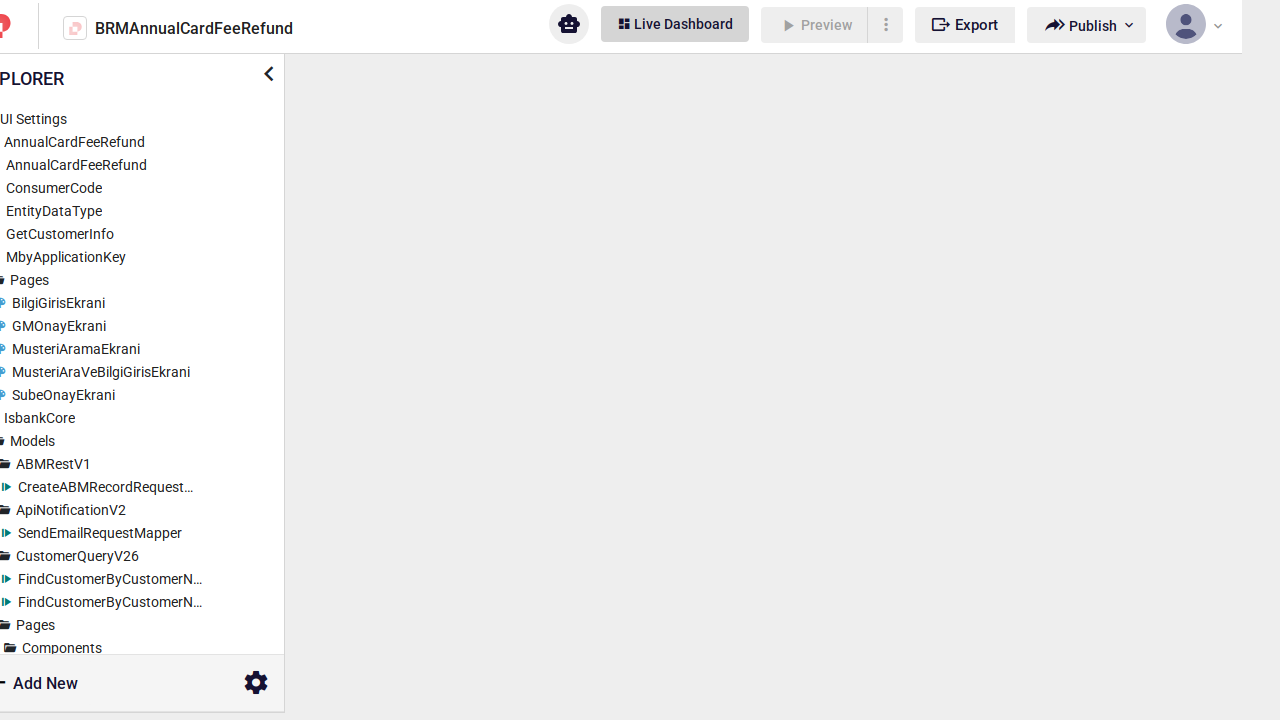 BRMAnnualCardFeeRefund
Live Dashboard
Preview
Export
Publish
PLORER
UI Settings
AnnualCardFeeRefund
AnnualCardFeeRefund
ConsumerCode
EntityDataType
GetCustomerInfo
MbyApplicationKey
Pages
BilgiGirisEkrani
GMOnayEkrani
MusteriAramaEkrani
MusteriAraVeBilgiGirisEkrani
SubeOnayEkrani
IsbankCore
Models
ABMRestV1
CreateABMRecordRequest…
ApiNotificationV2
SendEmailRequestMapper
CustomerQueryV26
FindCustomerByCustomerN…
FindCustomerByCustomerN…
Pages
Components
Add New